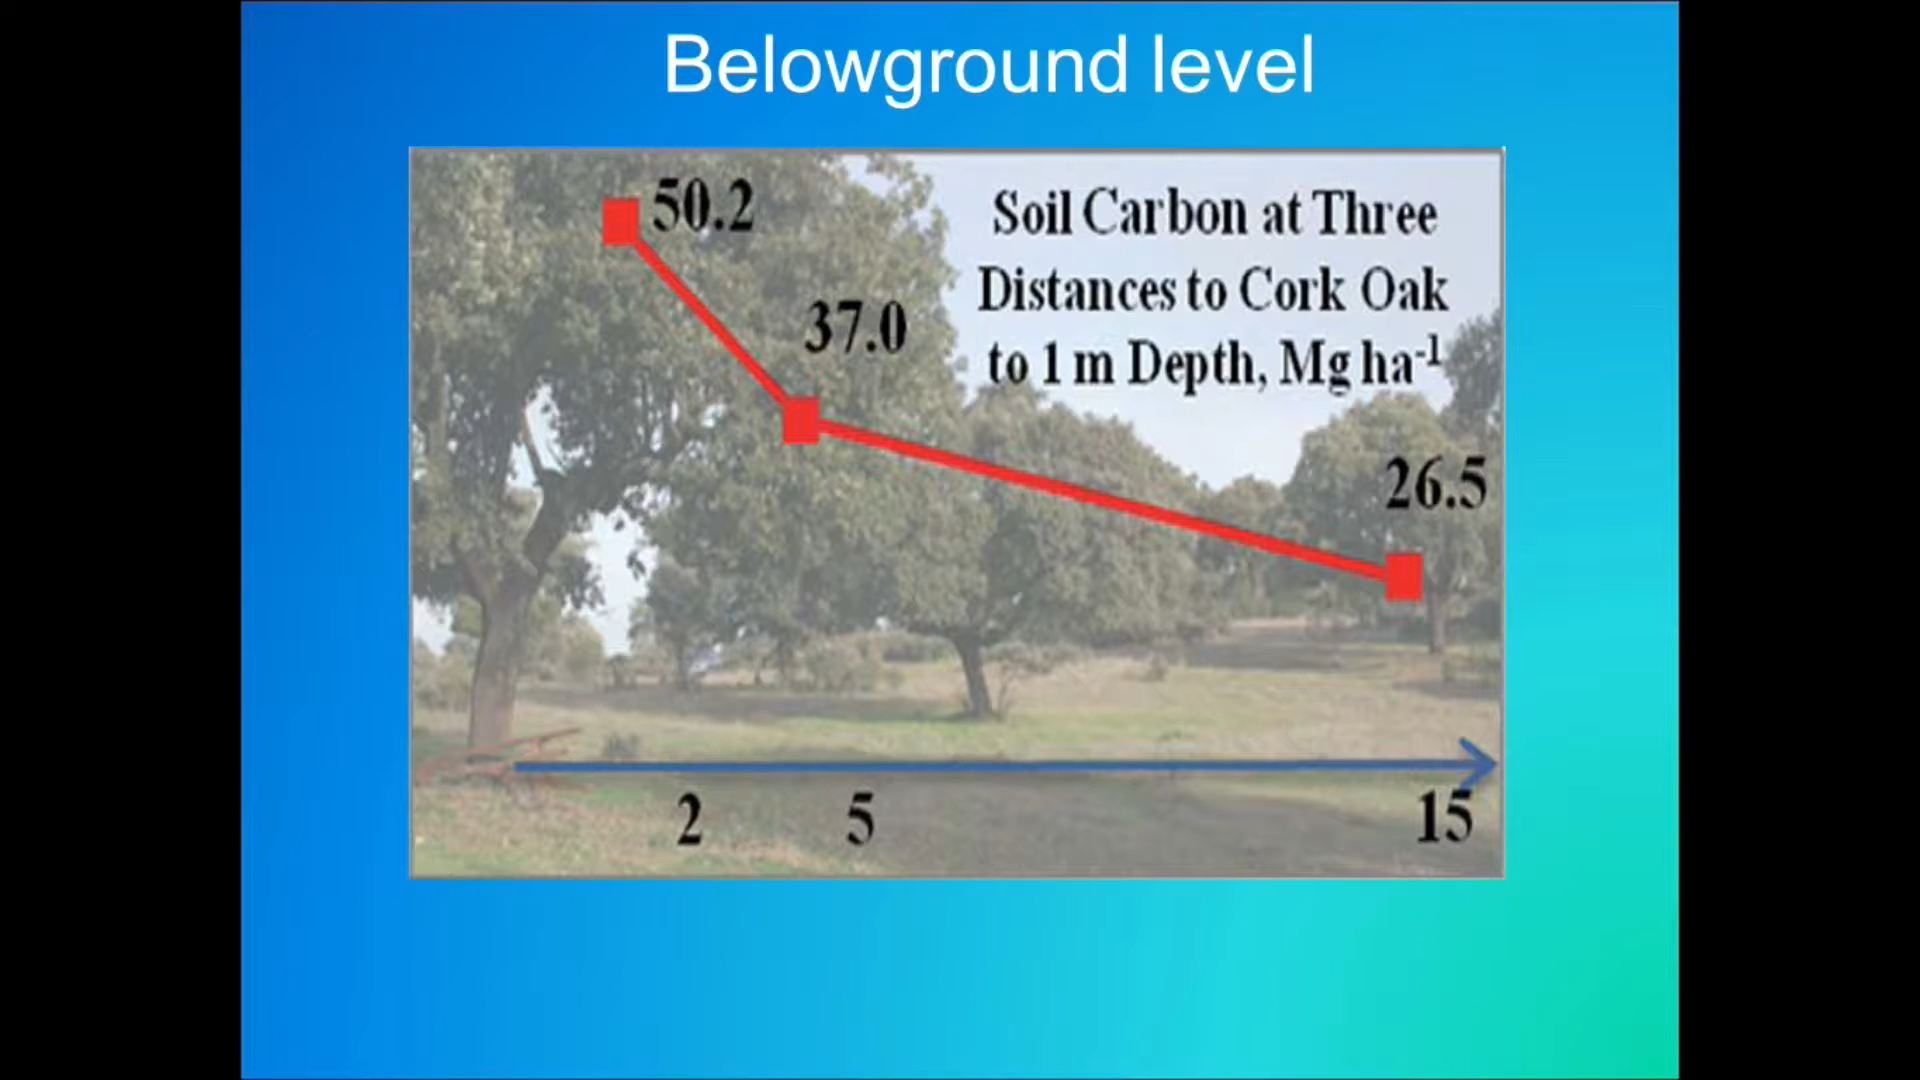 Belowground level
50.2
Soil Carbon at Three
Distances to Cork Oak
to 1 m Depth, Mg ha⁻¹
37.0
26.5
2 5 15